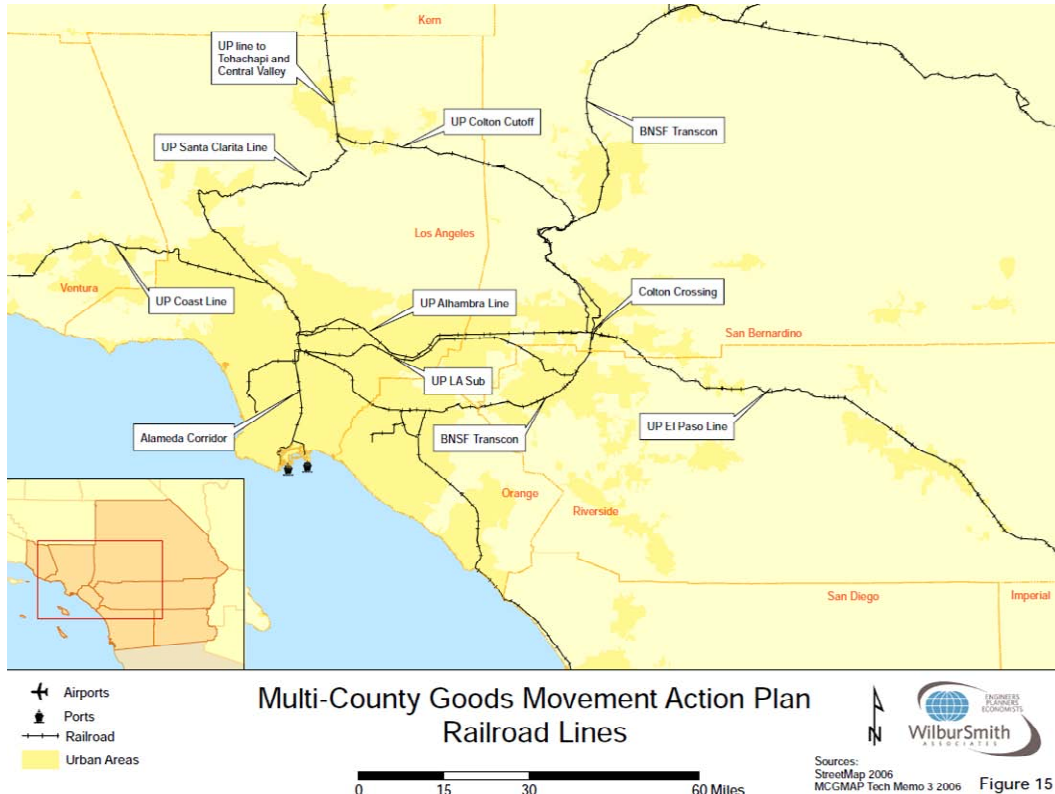 Kern
UP line to
Tohachapi and
Central Valley
UP Colton Cutoff
BNSF Transcon
UP Santa Clarita Line
Los Angeles
Ventura
UP Coast Line
UP Alhambra Line
Colton Crossing
San Bernardino
UP LA Sub
Alameda Corridor
BNSF Transcon
UP El Paso Line
Orange
Riverside
San Diego
Imperial
Airports
Ports
Railroad
Urban Areas
Multi-County Goods Movement Action Plan
Railroad Lines
0 15 30 60 Miles
N
ENGINEERS
PLANNERS
ECONOMISTS
WilburSmith
ASSOCIATES
Sources:
StreetMap 2006
MCGMAP Tech Memo 3 2006
Figure 15